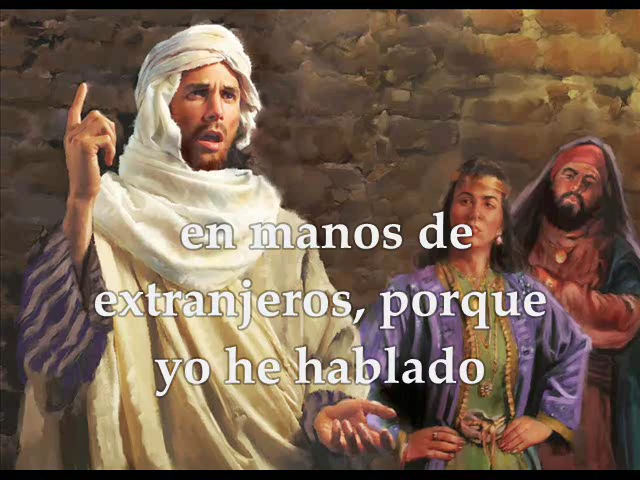 en manos de
extranjeros, porque
yo he hablado